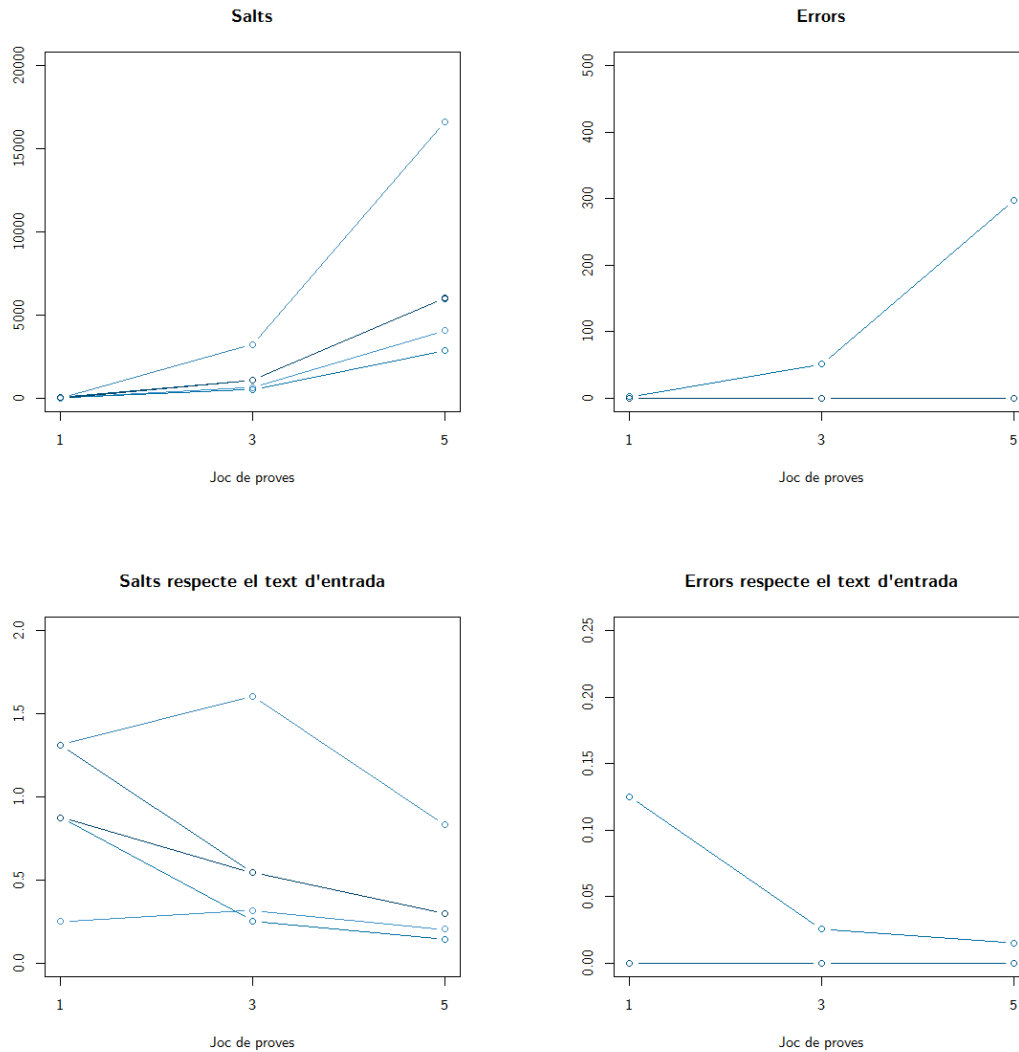 Salts
20000
15000
10000
5000
0
1 3 5
Joc de proves
Errors
500
400
300
200
100
0
1 3 5
Joc de proves
Salts respecte el text d'entrada
2.0
1.5
1.0
0.5
0.0
1 3 5
Joc de proves
Errors respecte el text d'entrada
0.25
0.20
0.15
0.10
0.05
0.00
1 3 5
Joc de proves